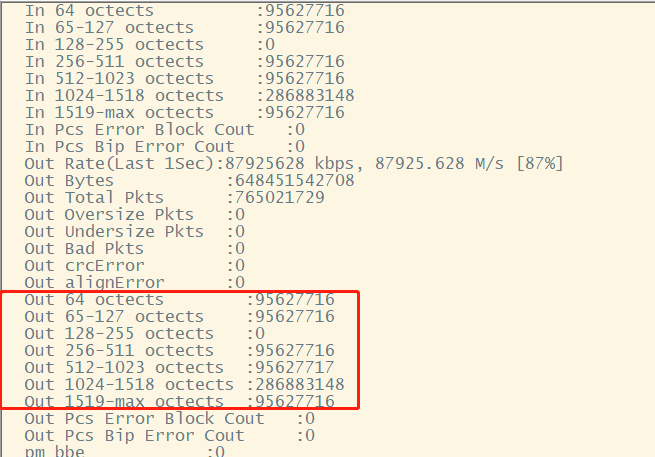 In 64 octects :95627716
In 65-127 octects :95627716
In 128-255 octects :0
In 256-511 octects :95627716
In 512-1023 octects :95627716
In 1024-1518 octects :286883148
In 1519-max octects :95627716
In Pcs Error Block Cout :0
In Pcs Bip Error Cout :0
Out Rate(Last 1Sec):87925628 kbps, 87925.628 M/s [87%]
Out Bytes :648451542708
Out Total Pkts :765021729
Out Oversize Pkts :0
Out Undersize Pkts :0
Out Bad Pkts :0
Out crcError :0
Out alignError :0
Out 64 octects :95627716
Out 65-127 octects :95627716
Out 128-255 octects :0
Out 256-511 octects :95627716
Out 512-1023 octects :95627717
Out 1024-1518 octects :286883148
Out 1519-max octects :95627716
Out Pcs Error Block Cout :0
Out Pcs Bip Error Cout :0
pm bbe :0